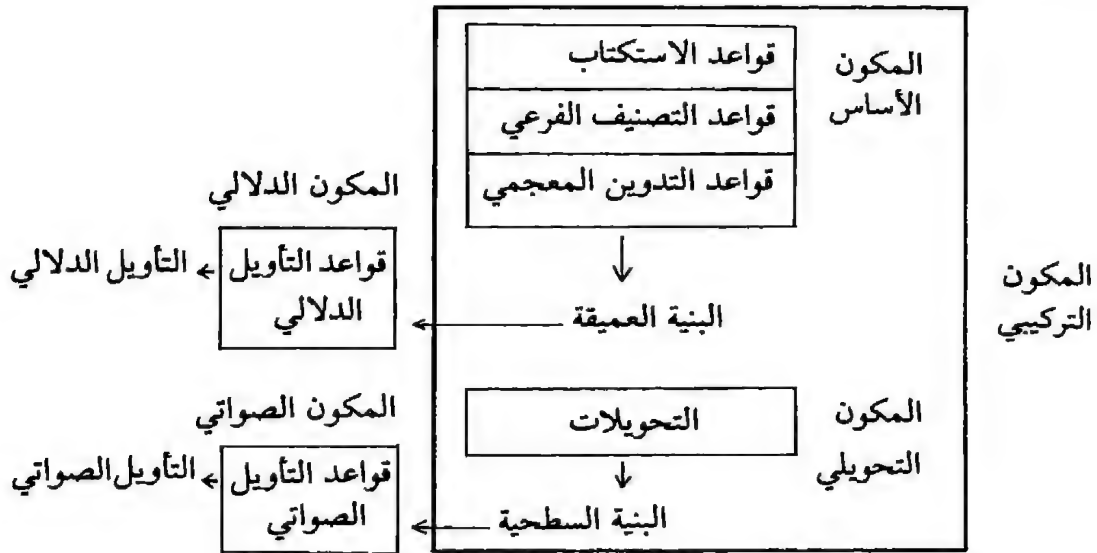 المكون
الأساس
قواعد الاستكتاب
قواعد التصنيف الفرعي
قواعد التدوين المعجمي
المكون
التركيبي
البنية العميقة
المكون الدلالي
قواعد التأويل
الدلالي
التأويل الدلالي
المكون
التحويلي
التحويلات
البنية السطحية
المكون الصواتي
قواعد التأويل
الصواتي
التأويل الصواتي